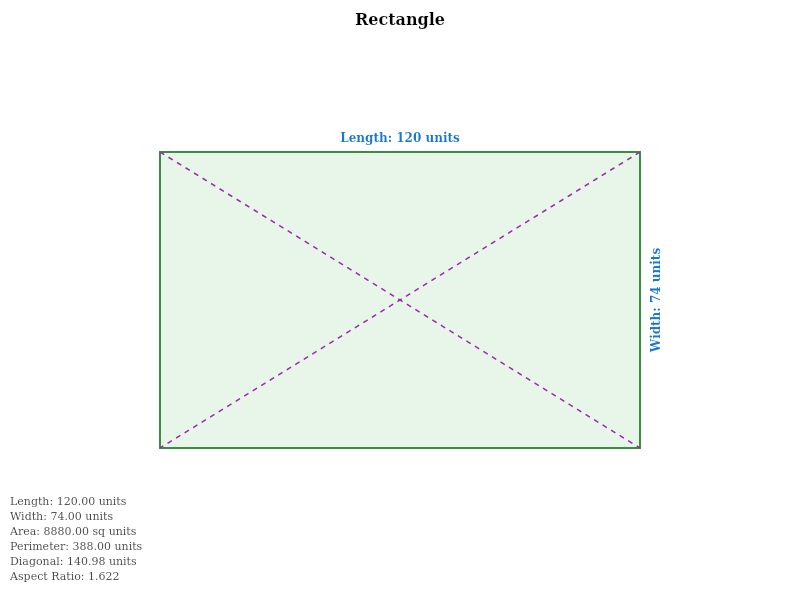 Rectangle
Length: 120 units
Width: 74 units
Length: 120.00 units
Width: 74.00 units
Area: 8880.00 sq units
Perimeter: 388.00 units
Diagonal: 140.98 units
Aspect Ratio: 1.622